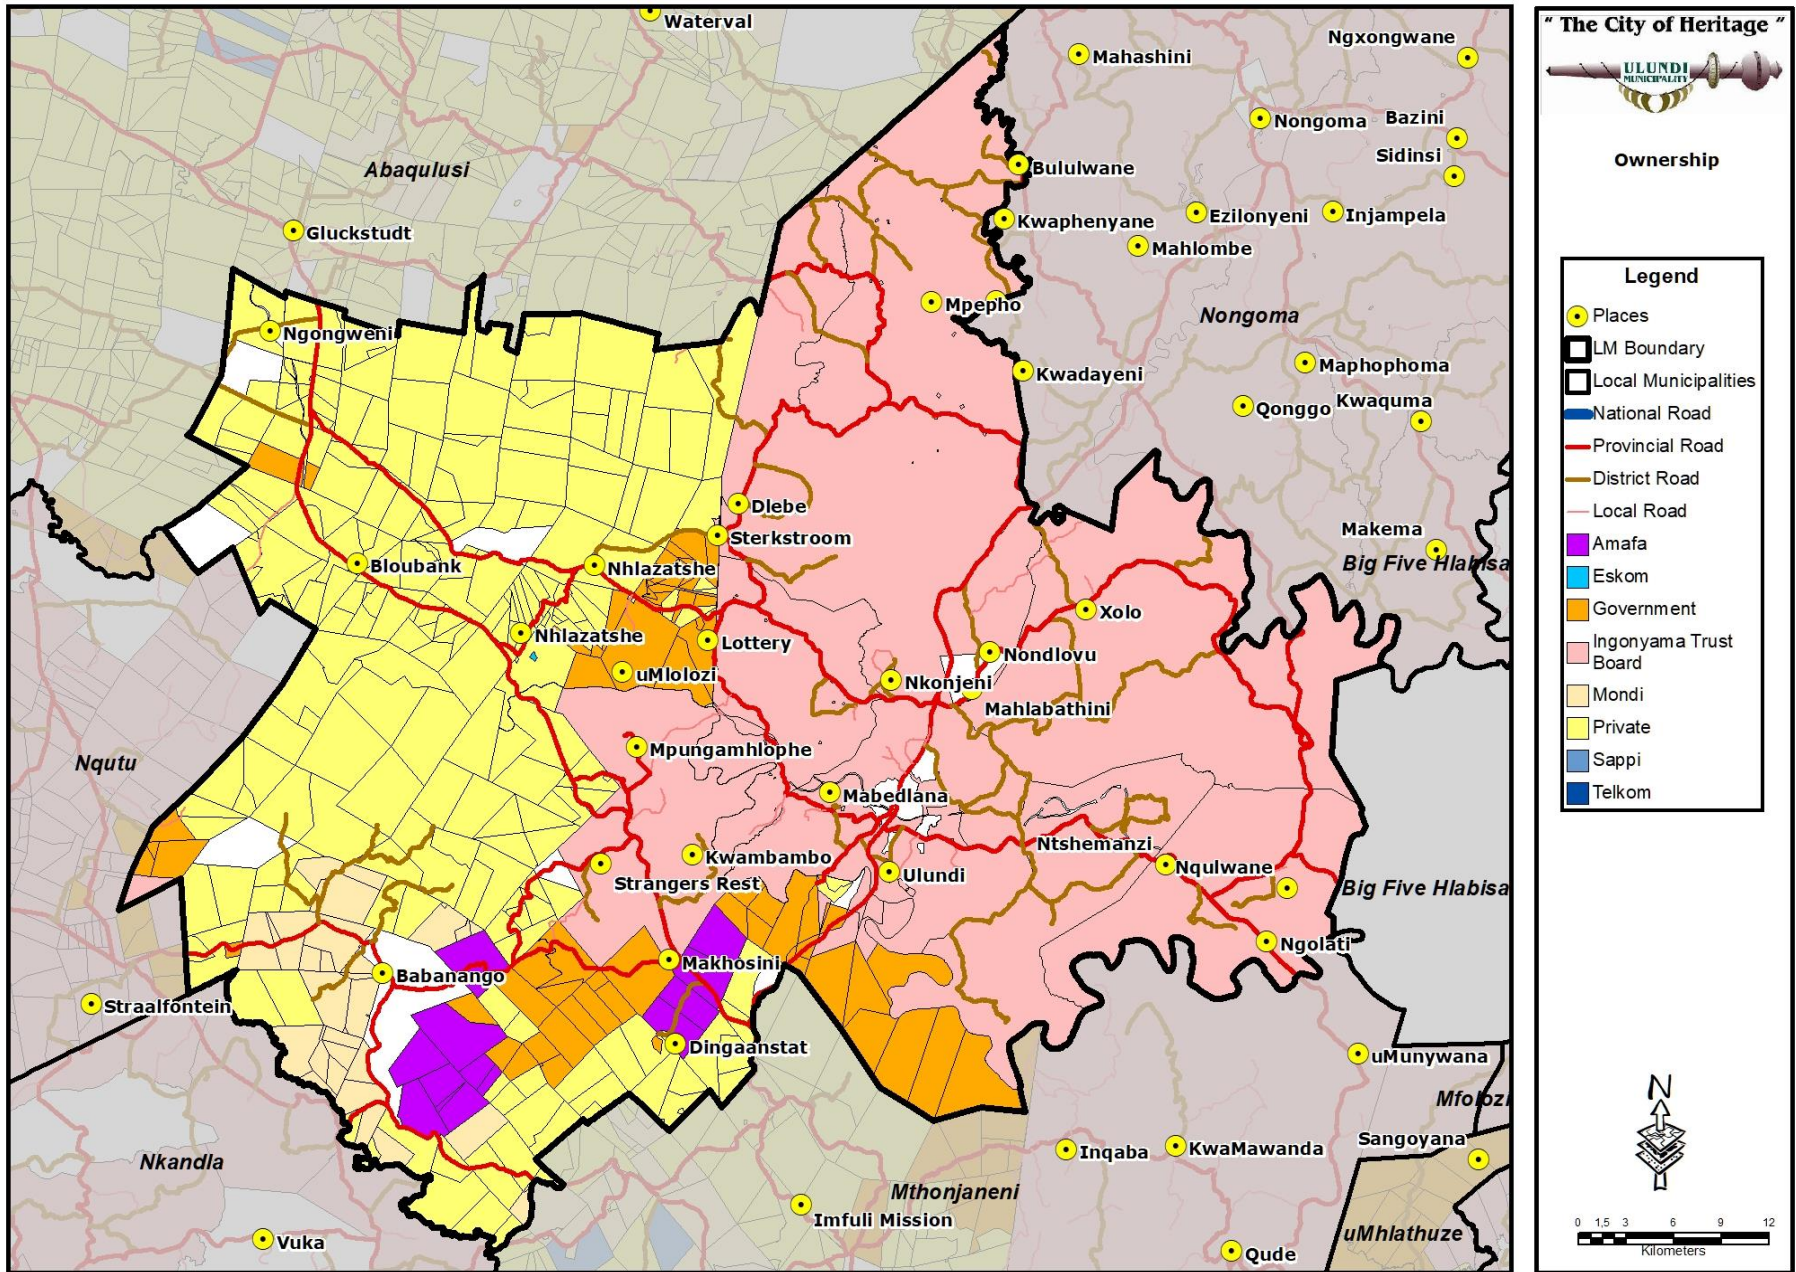 Waterval
Mahashini
Ngxongwane
Nongoma
Bazini
Sidinsi
Abaqulusi
Bululwane
Gluckstudt
Kwaphenyane
Ezilonyeni
Injampela
Mahlombe
Mpepho
Nongoma
Ngongweni
Kwadayeni
Maphophoma
Qonggo
Kwaquma
Dlebe
Sterkstroom
Makema
Big Five Hlabisa
Bloubank
Nhlazatshe
Xolo
Nhlazatshe
Lottery
Nondlovu
uMlolozi
Nkonjeni
Mahlabathini
Nqutu
Mpungamhlophe
Mabedlana
Ntshemanzi
Kwambambo
Nqulwane
Strangers Rest
Ulundi
Big Five Hlabisa
Ngolati
Makhosini
Babanango
Straalfontein
Dingaanstat
uMunywana
Mfolozi
Sangoyana
Inqaba
KwaMawanda
Nkandla
Mthonjaneni
Imfuli Mission
uMhlathuze
Vuka
Qude
" The City of Heritage "
ULUNDI
MUNICIPALITY
Ownership
Legend
Places
LM Boundary
Local Municipalities
National Road
Provincial Road
District Road
Local Road
Amafa
Eskom
Government
Ingonyama Trust
Board
Mondi
Private
Sappi
Telkom
N
0 1,5 3 6 9 12
Kilometers